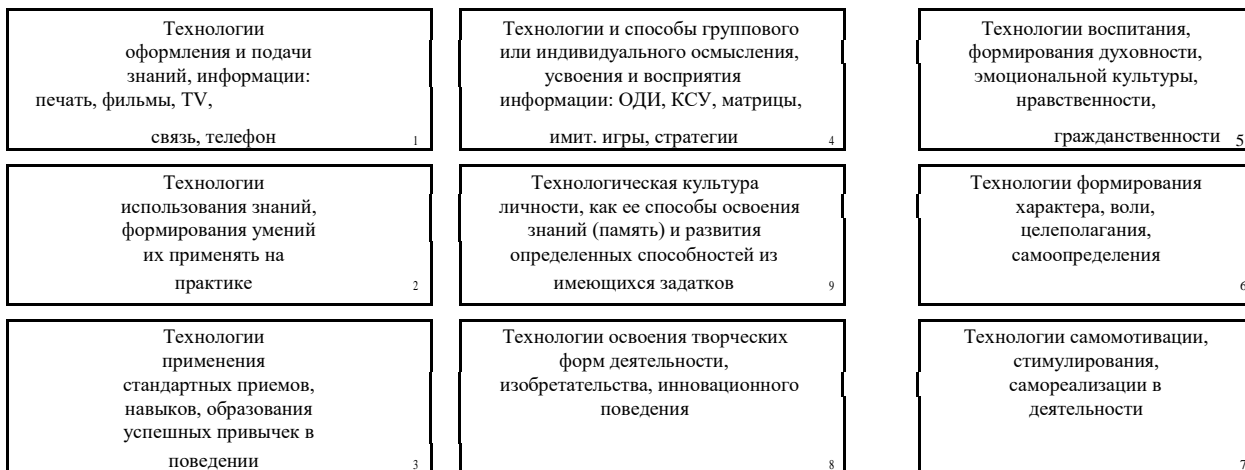 Технологии
оформления и подачи
знаний, информации:
печать, фильмы, TV,
связь, телефон 1
Технологии и способы группового
или индивидуального осмысления,
усвоения и восприятия
информации: ОДИ, КСУ, матрицы,
имит. игры, стратегии 4
Технологии воспитания,
формирования духовности,
эмоциональной культуры,
нравственности,
гражданственности 5
Технологии
использования знаний,
формирования умений
их применять на
практике 2
Технологическая культура
личности, как ее способы освоения
знаний (память) и развития
определенных способностей из
имеющихся задатков 9
Технологии формирования
характера, воли,
целеполагания,
самоопределения
6
Технологии
применения
стандартных приемов,
навыков, образования
успешных привычек в
поведении 3
Технологии освоения творческих
форм деятельности,
изобретательства, инновационного
поведения
8
Технологии самомотивации,
стимулирования,
самореализации в
деятельности
7